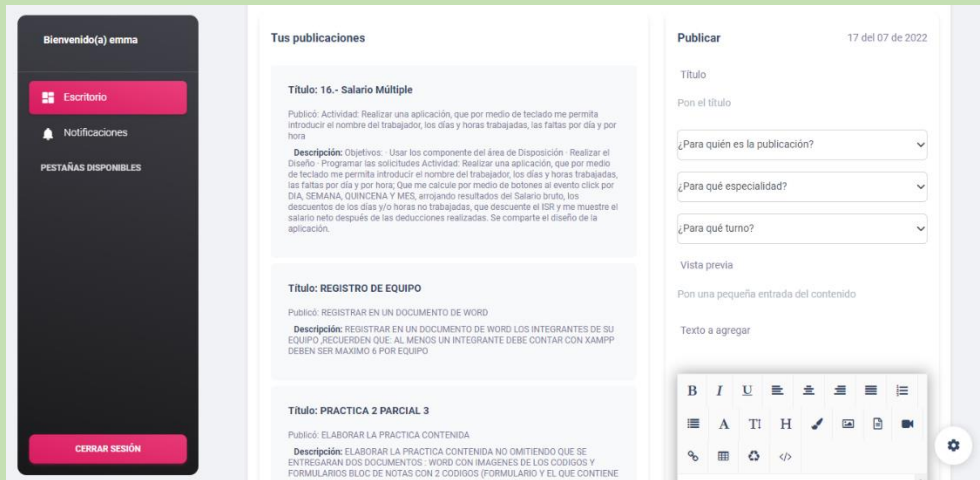 Bienvenido(a) emma
Escritorio
Notificaciones
PESTAÑAS DISPONIBLES
CERRAR SESIÓN
Tus publicaciones
Título: 16.- Salario Múltiple
Publicó: Actividad: Realizar una aplicación, que por medio de teclado me permita
introducir el nombre del trabajador, los días y horas trabajadas, las faltas por día y por
hora
Descripción: Objetivos: · Usar los componente del área de Disposición · Realizar el
Diseño · Programar las solicitudes Actividad: Realizar una aplicación, que por medio
de teclado me permita introducir el nombre del trabajador, los días y horas trabajadas,
las faltas por día y por hora; Que me calcule por medio de botones al evento click por
DIA, SEMANA, QUINCENA Y MES, arrojando resultados del Salario bruto, los
descuentos de los días y/o horas no trabajadas, que descuente el ISR y me muestre el
salario neto después de las deducciones realizadas. Se comparte el diseño de la
aplicación.
Título: REGISTRO DE EQUIPO
Publicó: REGISTRAR EN UN DOCUMENTO DE WORD
Descripción: REGISTRAR EN UN DOCUMENTO DE WORD LOS INTEGRANTES DE SU
EQUIPO ,RECUERDEN QUE: AL MENOS UN INTEGRANTE DEBE CONTAR CON XAMPP
DEBEN SER MAXIMO 6 POR EQUIPO
Título: PRACTICA 2 PARCIAL 3
Publicó: ELABORAR LA PRACTICA CONTENIDA
Descripción: ELABORAR LA PRACTICA CONTENIDA NO OMITIENDO QUE SE
ENTREGARAN DOS DOCUMENTOS : WORD CON IMAGENES DE LOS CODIGOS Y
FORMULARIOS BLOC DE NOTAS CON 2 CODIGOS (FORMULARIO Y EL QUE CONTIENE
Publicar
17 del 07 de 2022
Título
Pon el título
¿Para quién es la publicación?
¿Para qué especialidad?
¿Para qué turno?
Vista previa
Pon una pequeña entrada del contenido
Texto a agregar
B I U
A TI H
</>